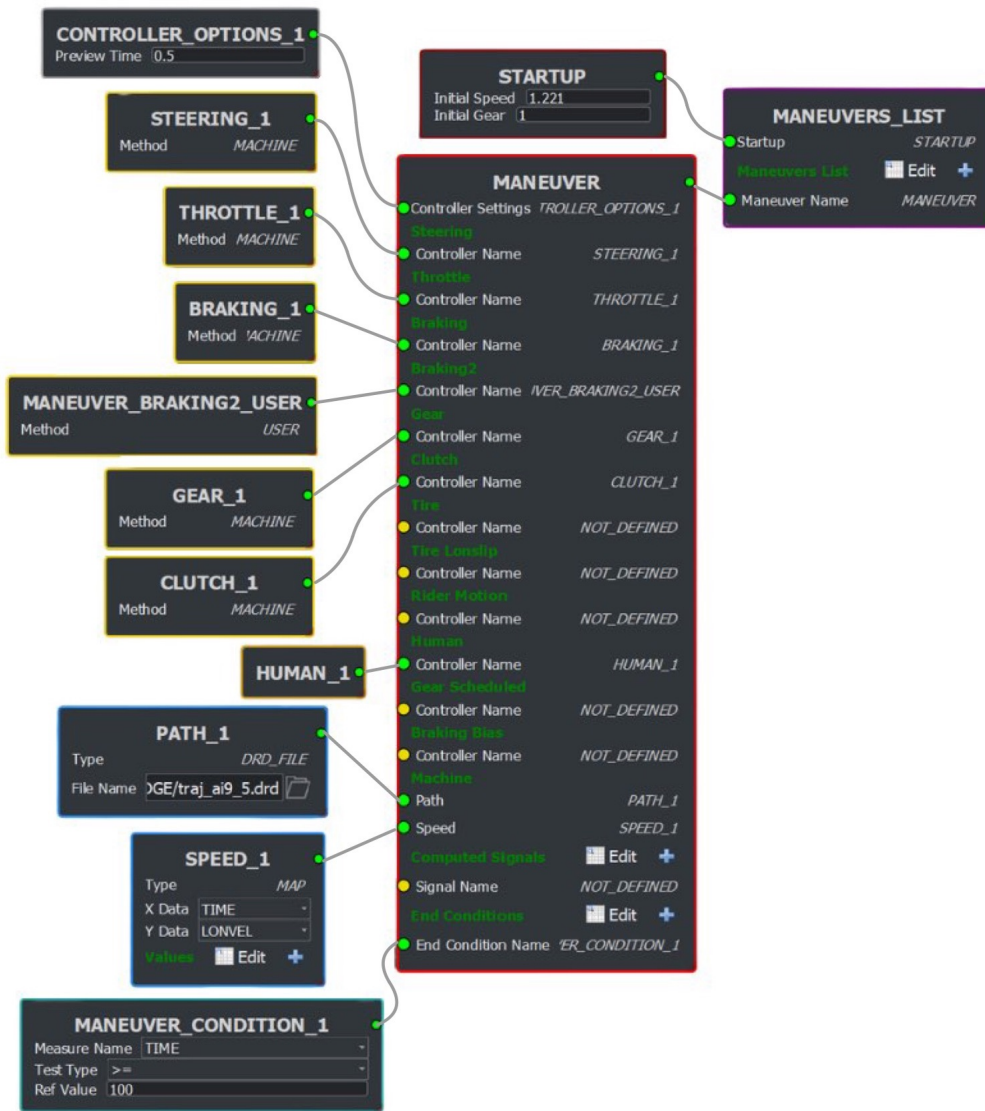 CONTROLLER_OPTIONS_1
Preview Time 0.5
STEERING_1
Method MACHINE
THROTTLE_1
Method MACHINE
BRAKING_1
Method 'ACHINE
MANEUVER_BRAKING2_USER
Method USER
GEAR_1
Method MACHINE
CLUTCH_1
Method MACHINE
HUMAN_1
PATH_1
Type DRD_FILE
File Name DGE/traj_ai9_5.drd
SPEED_1
Type MAP
X Data TIME
Y Data LONVEL
Values Edit
MANEUVER_CONDITION_1
Measure Name TIME
Test Type >=
Ref Value 100
STARTUP
Initial Speed 1.221
Initial Gear 1
MANEUVER
Controller Settings TROLLER_OPTIONS_1
Steering
Controller Name STEERING_1
Throttle
Controller Name THROTTLE_1
Braking
Controller Name BRAKING_1
Braking2
Controller Name IVER_BRAKING2_USER
Gear
Controller Name GEAR_1
Clutch
Controller Name CLUTCH_1
Tire
Controller Name NOT_DEFINED
Tire Lonslip
Controller Name NOT_DEFINED
Rider Motion
Controller Name NOT_DEFINED
Human
Controller Name HUMAN_1
Gear Scheduled
Controller Name NOT_DEFINED
Braking Bias
Controller Name NOT_DEFINED
Machine
Path PATH_1
Speed SPEED_1
Computed Signals Edit
Signal Name NOT_DEFINED
End Conditions Edit
End Condition Name 'ER_CONDITION_1
MANEUVERS_LIST
Startup STARTUP
Maneuvers List Edit
Maneuver Name MANEUVER